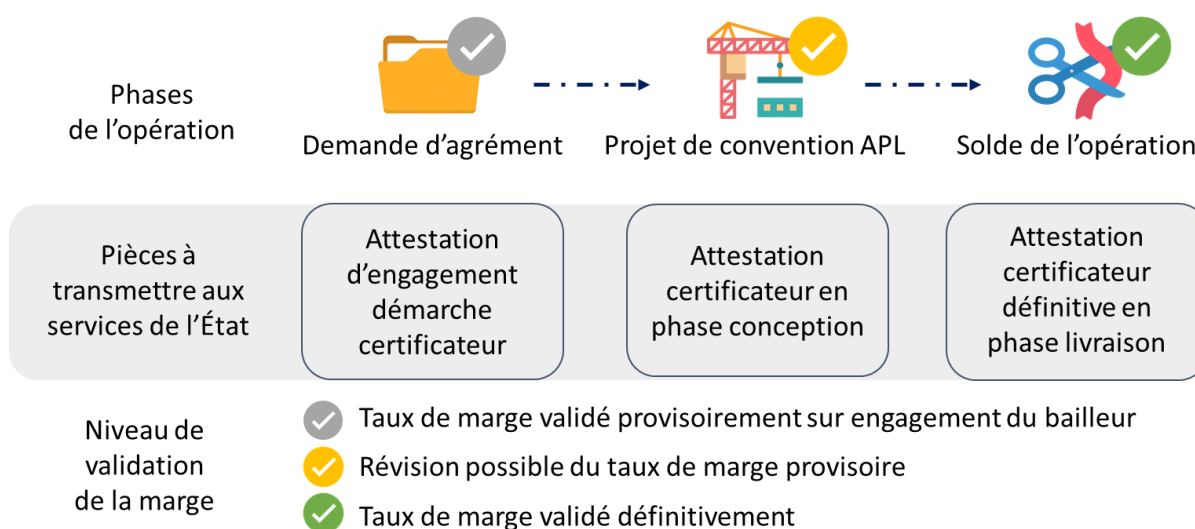 Phases
de l’opération
Demande d’agrément
Projet de convention APL
Solde de l’opération
Pièces à
transmettre aux
services de l’État
Attestation
d’engagement
démarche
certificateur
Attestation
certificateur en
phase conception
Attestation
certificateur
définitive en
phase livraison
Niveau de
validation
de la marge
Taux de marge validé provisoirement sur engagement du bailleur
Révision possible du taux de marge provisoire
Taux de marge validé définitivement